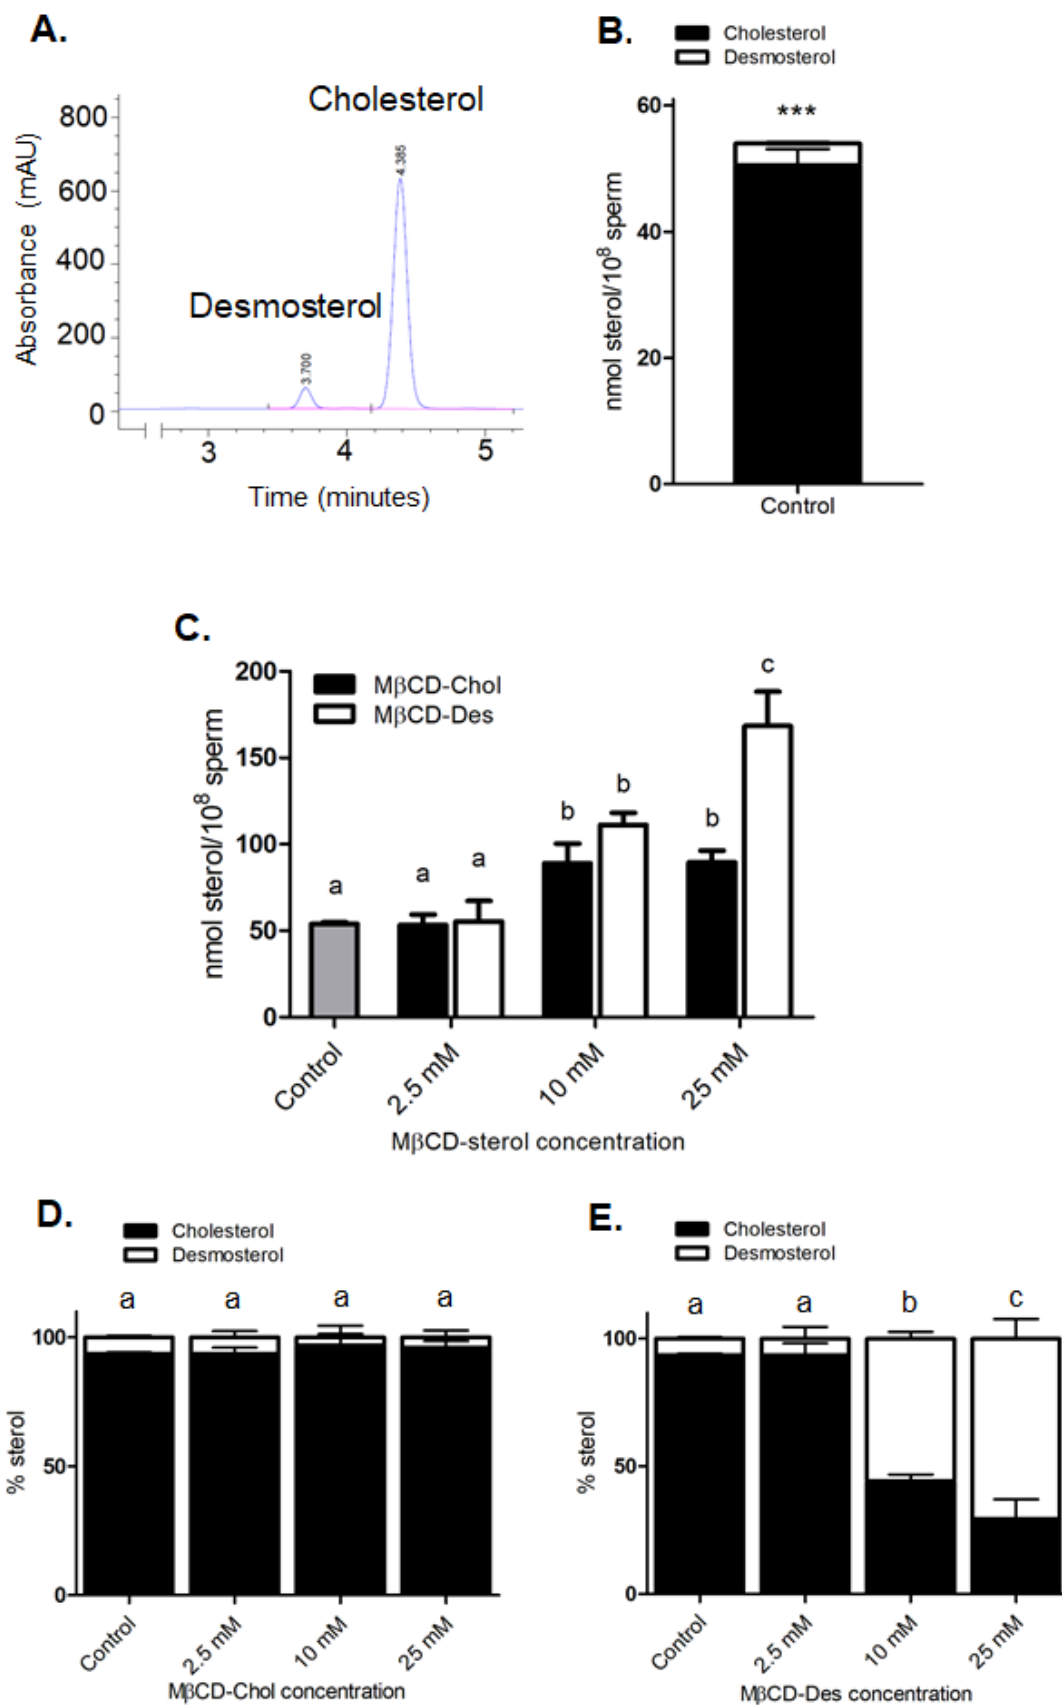 A.
Cholesterol
Desmosterol
4.385
3.700
Absorbance (mAU)
800
600
400
200
0
3
4
5
Time (minutes)
B.
Cholesterol
Desmosterol
***
nmol sterol/10⁸ sperm
60
40
20
0
Control
C.
MβCD-Chol
MβCD-Des
nmol sterol/10⁸ sperm
200
150
100
50
0
a
a
a
b
b
b
c
Control
2.5 mM
10 mM
25 mM
MβCD-sterol concentration
D.
Cholesterol
Desmosterol
a
a
a
a
% sterol
100
50
0
Control
2.5 mM
10 mM
25 mM
MβCD-Chol concentration
E.
Cholesterol
Desmosterol
a
a
b
c
% sterol
100
50
0
Control
2.5 mM
10 mM
25 mM
MβCD-Des concentration